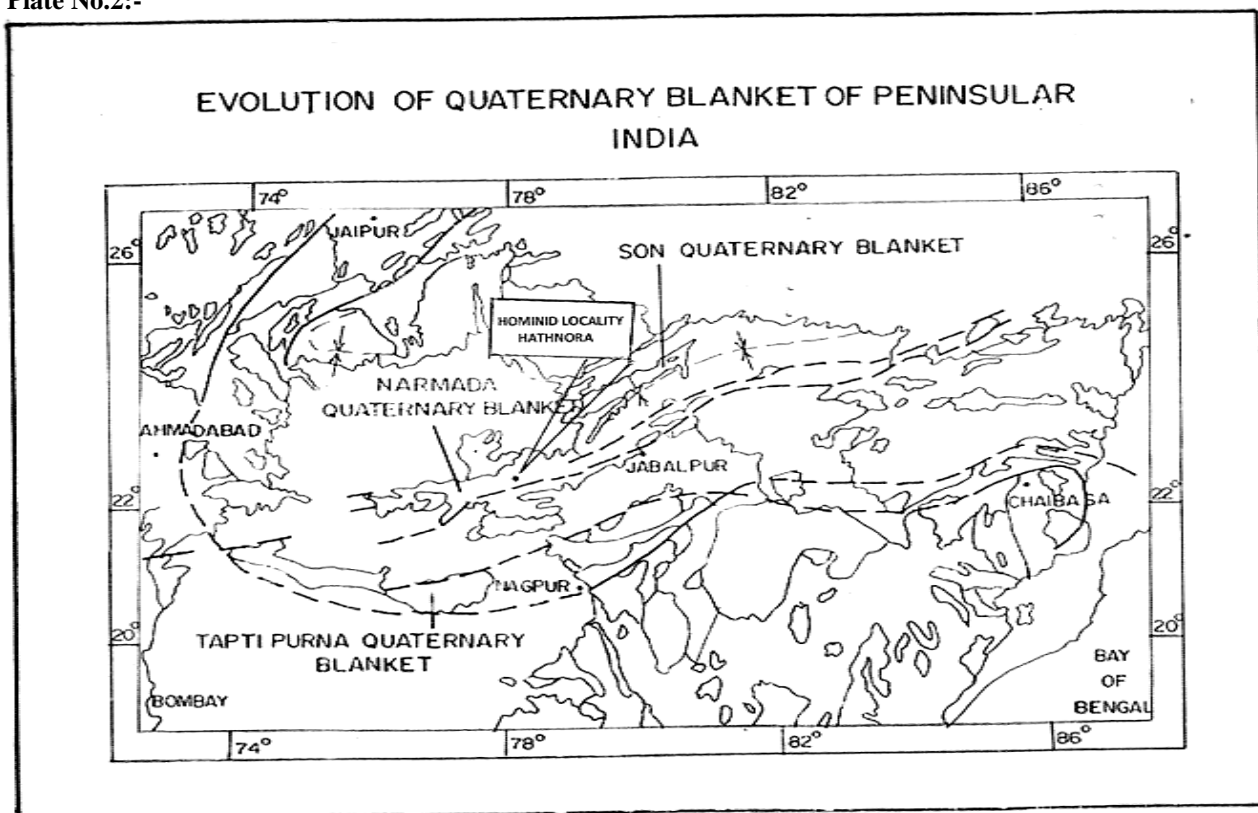 Plate No.2:-
EVOLUTION OF QUATERNARY BLANKET OF PENINSULAR
INDIA
74° 78° 82° 86°
26° 26°
JAIPUR
SON QUATERNARY BLANKET
HOMINID LOCALITY
HATHNORA
NARMADA
QUATERNARY BLANKET
AHMADABAD
JABALPUR
22° 22°
CHAIBASA
NAGPUR
20° 20°
TAPTI PURNA QUATERNARY
BLANKET
BAY
OF
BENGAL
BOMBAY
74° 78° 82° 86°